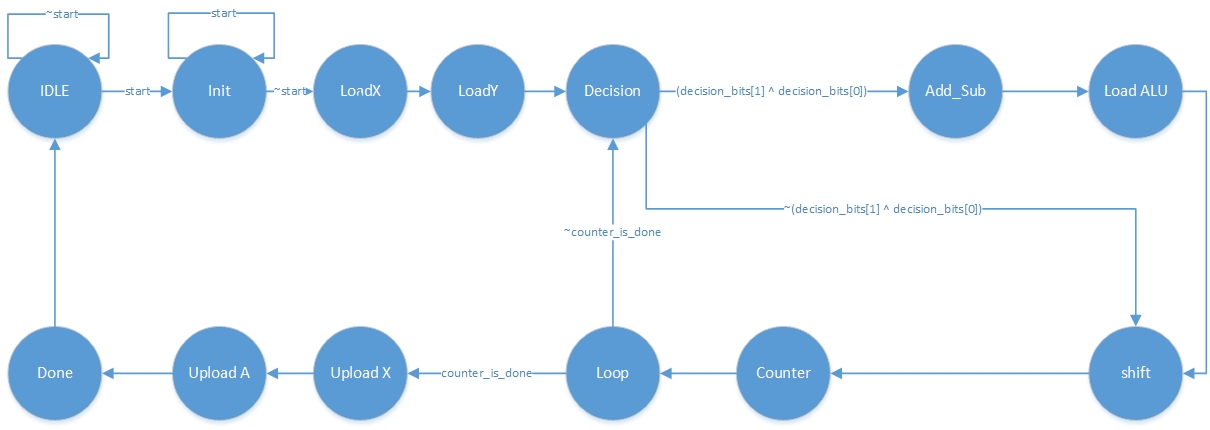 ~start
start
IDLE
start
Init
~start
LoadX
LoadY
Decision
(decision_bits[1] ^ decision_bits[0])
Add_Sub
Load ALU
~(decision_bits[1] ^ decision_bits[0])
~counter_is_done
Done
Upload A
Upload X
counter_is_done
Loop
Counter
shift